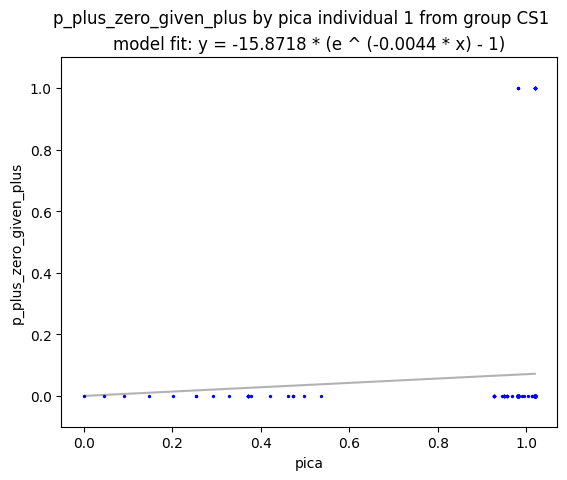 p_plus_zero_given_plus by pica individual 1 from group CS1
model fit: y = -15.8718 * (e ^ (-0.0044 * x) - 1)
p_plus_zero_given_plus
1.0
0.8
0.6
0.4
0.2
0.0
0.0 0.2 0.4 0.6 0.8 1.0
pica